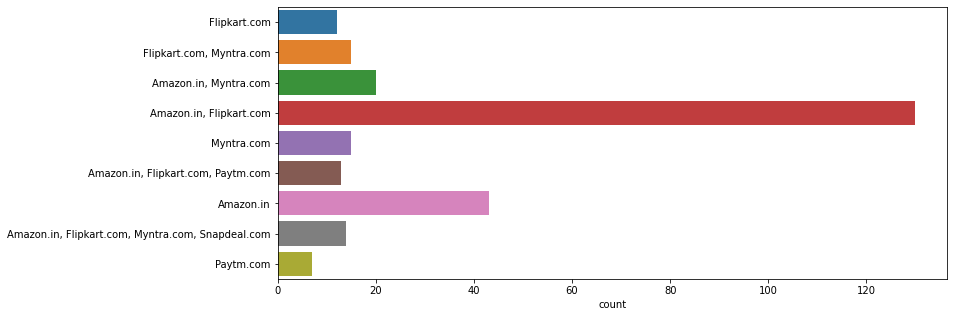 Flipkart.com
Flipkart.com, Myntra.com
Amazon.in, Myntra.com
Amazon.in, Flipkart.com
Myntra.com
Amazon.in, Flipkart.com, Paytm.com
Amazon.in
Amazon.in, Flipkart.com, Myntra.com, Snapdeal.com
Paytm.com
0 20 40 60 80 100 120
count